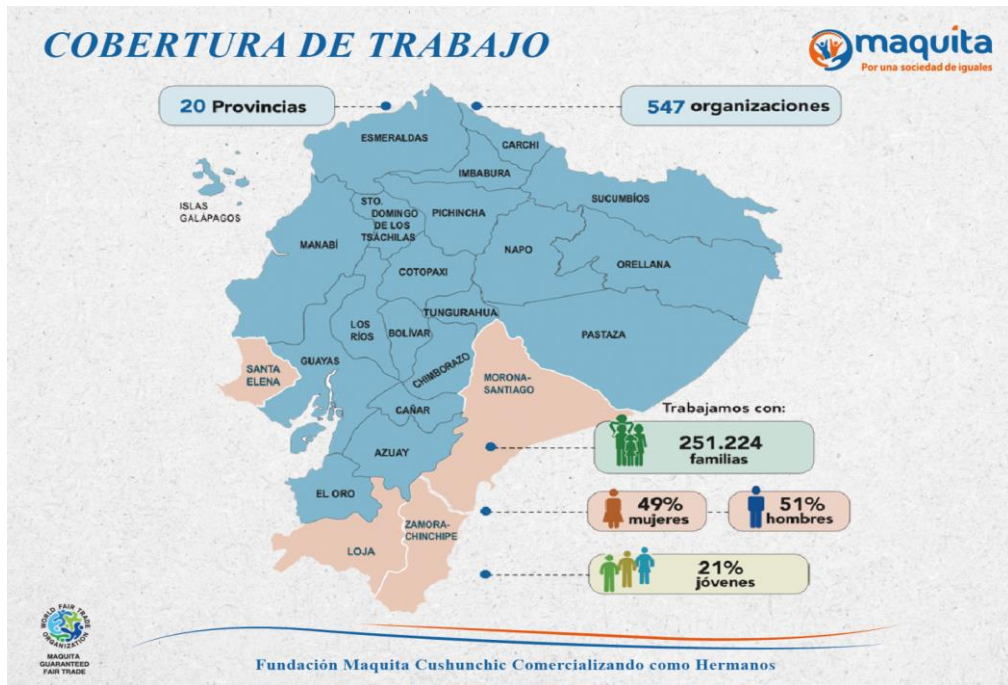 COBERTURA DE TRABAJO
maquita
Por una sociedad de iguales
20 Provincias
547 organizaciones
ESMERALDAS
CARCHI
IMBABURA
SUCUMBÍOS
ISLAS
GALÁPAGOS
STO.
DOMINGO
DE LOS
TSÁCHILAS
PICHINCHA
MANABÍ
NAPO
ORELLANA
COTOPAXI
TUNGURAHUA
LOS
RÍOS
BOLÍVAR
PASTAZA
GUAYAS
CHIMBORAZO
SANTA
ELENA
MORONA-
SANTIAGO
CAÑAR
AZUAY
EL ORO
ZAMORA-
CHINCHIPE
LOJA
Trabajamos con:
251.224
familias
49%
mujeres
51%
hombres
21%
jóvenes
WORLD FAIR TRADE
ORGANIZATION
MAQUITA
GUARANTEED
FAIR TRADE
Fundación Maquita Cushunchic Comercializando como Hermanos